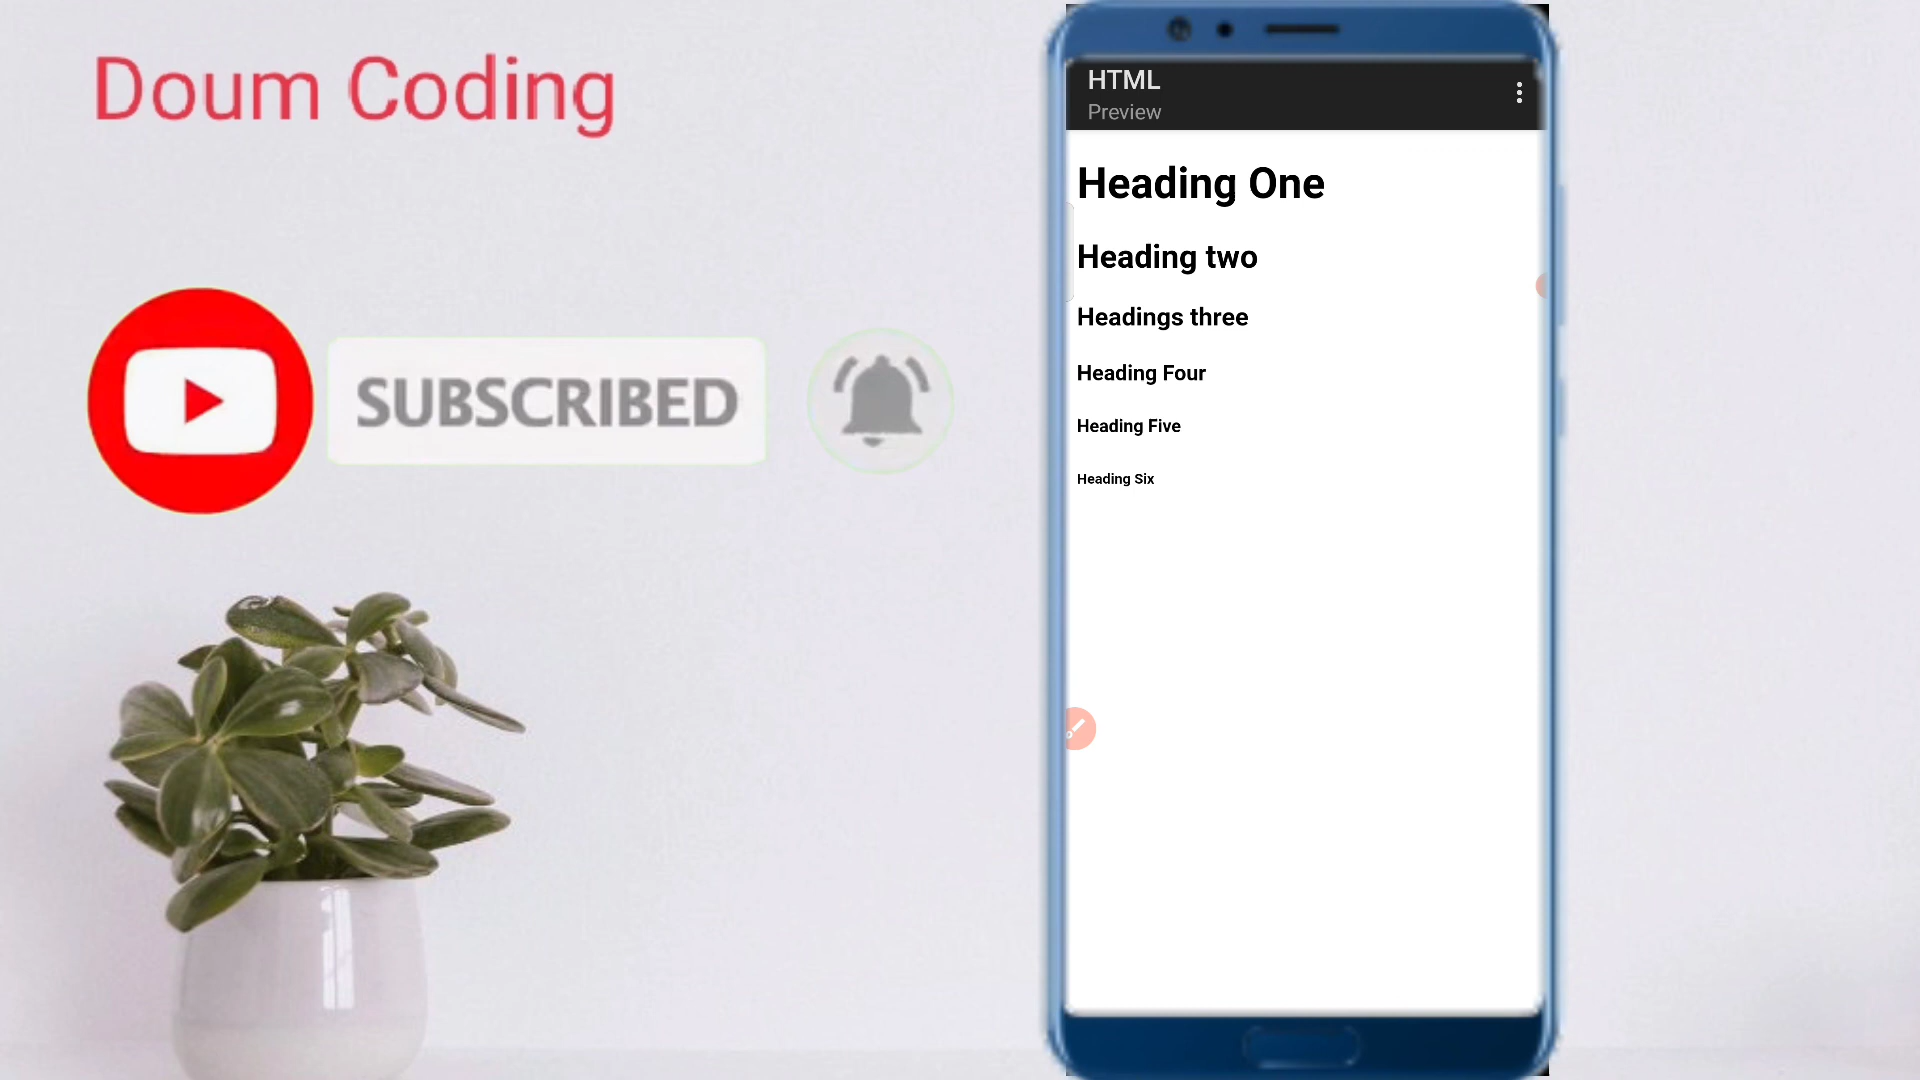 Doum Coding
SUBSCRIBED
HTML
Preview
Heading One
Heading two
Headings three
Heading Four
Heading Five
Heading Six